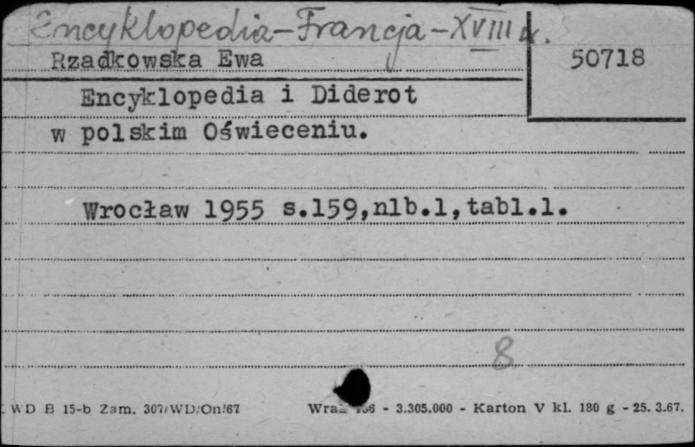 Encyklopedia-Francja-XVIII w.
Rzadkowska Ewa
50718
Encyklopedia i Diderot
w polskim Oświeceniu.
Wrocław 1955 s.159,nlb.1,tabl.1.
8
WD B 15-b Zam. 307/WD/On/67 - 3.305.000 - Karton V kl. 180 g - 25. 3.67.